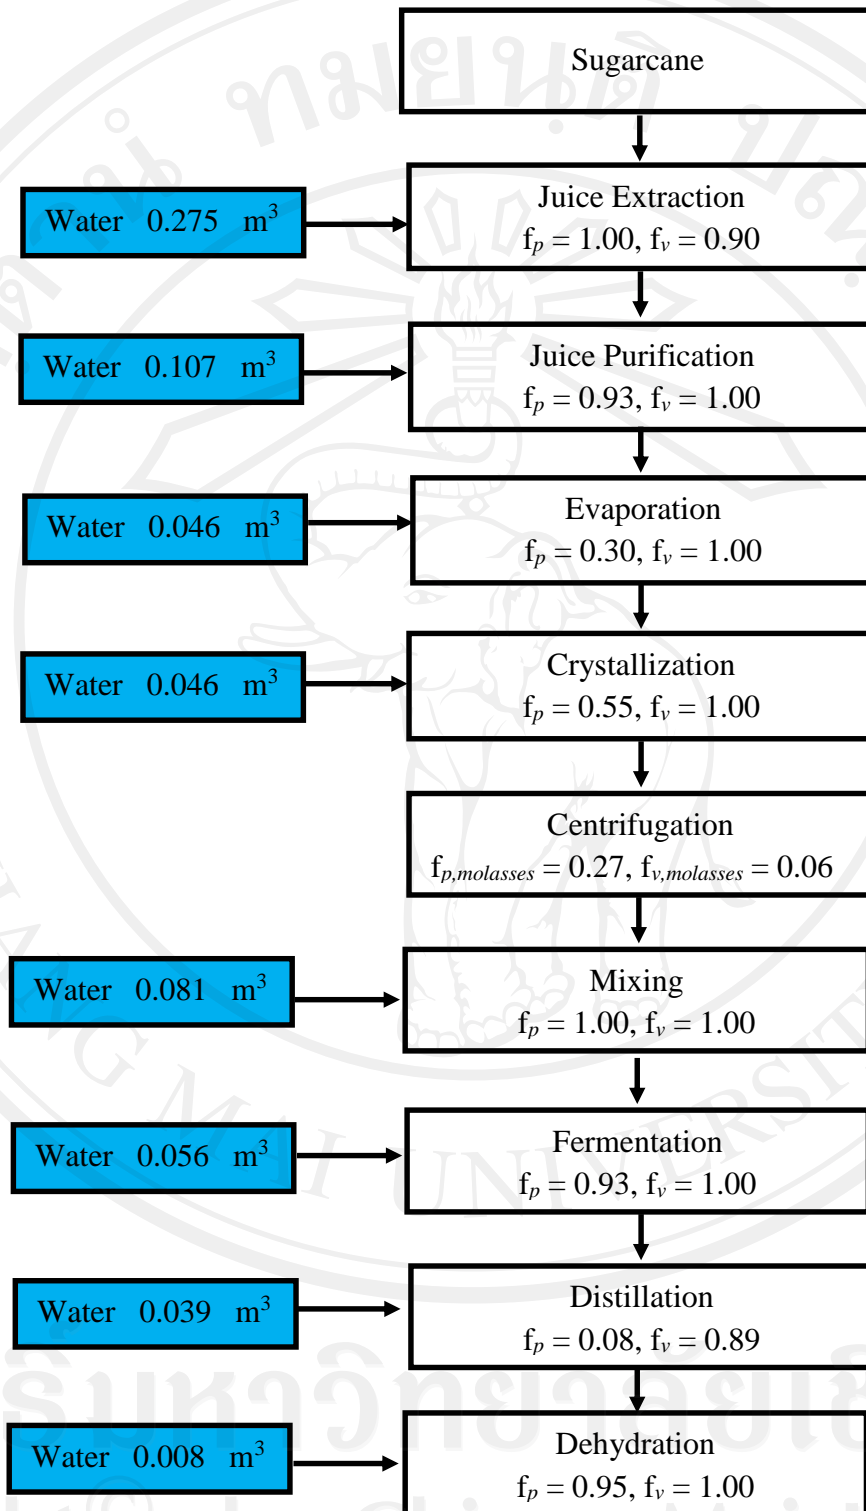 Sugarcane
Water 0.275 m³
Juice Extraction
fₚ = 1.00, fᵥ = 0.90
Water 0.107 m³
Juice Purification
fₚ = 0.93, fᵥ = 1.00
Water 0.046 m³
Evaporation
fₚ = 0.30, fᵥ = 1.00
Water 0.046 m³
Crystallization
fₚ = 0.55, fᵥ = 1.00
Centrifugation
fp,molasses = 0.27, fv,molasses = 0.06
Water 0.081 m³
Mixing
fₚ = 1.00, fᵥ = 1.00
Water 0.056 m³
Fermentation
fₚ = 0.93, fᵥ = 1.00
Water 0.039 m³
Distillation
fₚ = 0.08, fᵥ = 0.89
Water 0.008 m³
Dehydration
fₚ = 0.95, fᵥ = 1.00